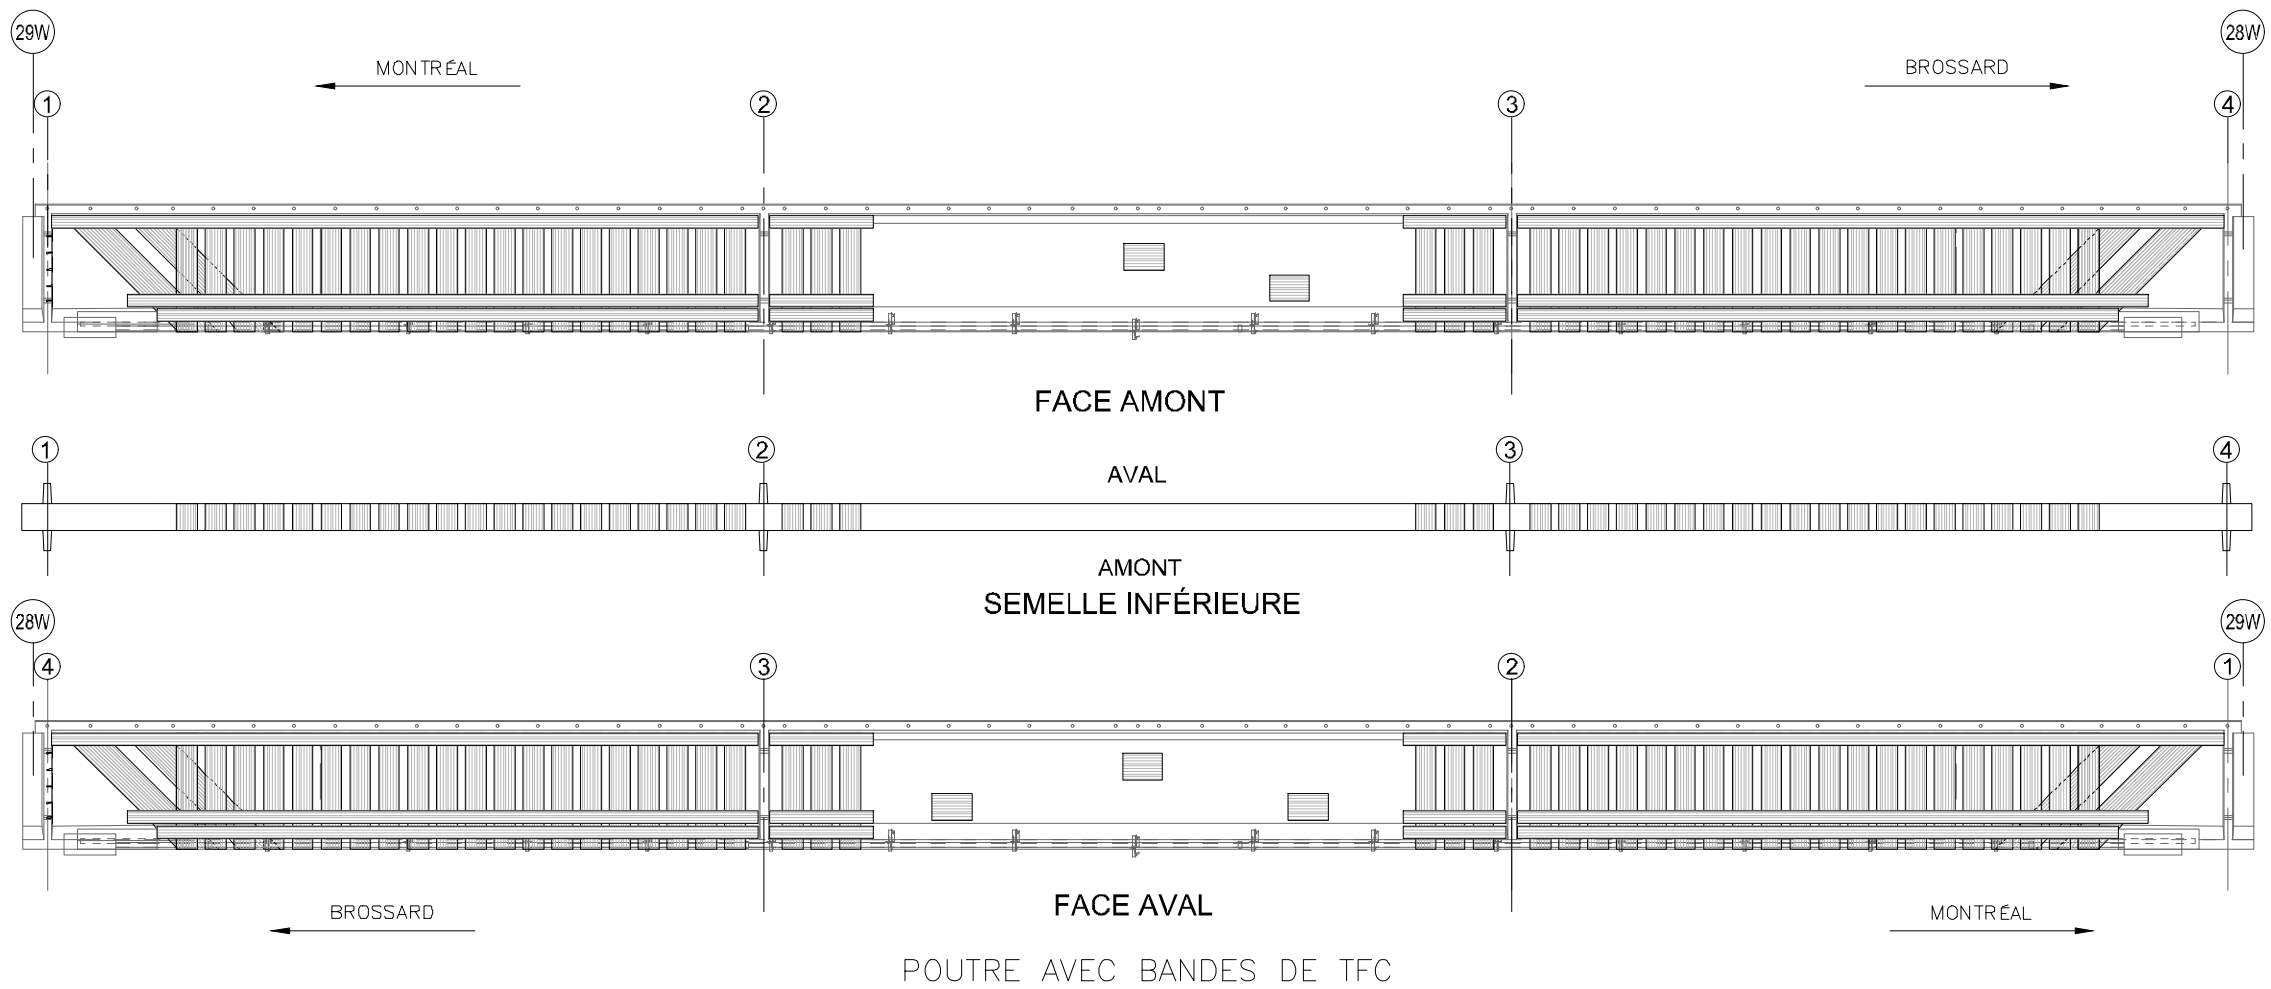 29W 28W
MONTRÉAL BROSSARD
1 2 3 4
FACE AMONT
1 2 3 4
AVAL
AMONT
SEMELLE INFÉRIEURE
28W 29W
4 3 2 1
FACE AVAL
BROSSARD MONTRÉAL
POUTRE AVEC BANDES DE TFC